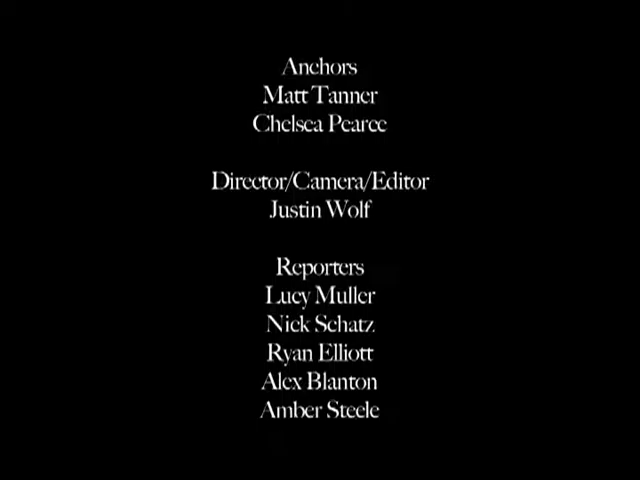 Anchors
Matt Tanner
Chelsea Pearce
Director/Camera/Editor
Justin Wolf
Reporters
Lucy Muller
Nick Schatz
Ryan Elliott
Alex Blanton
Amber Steele